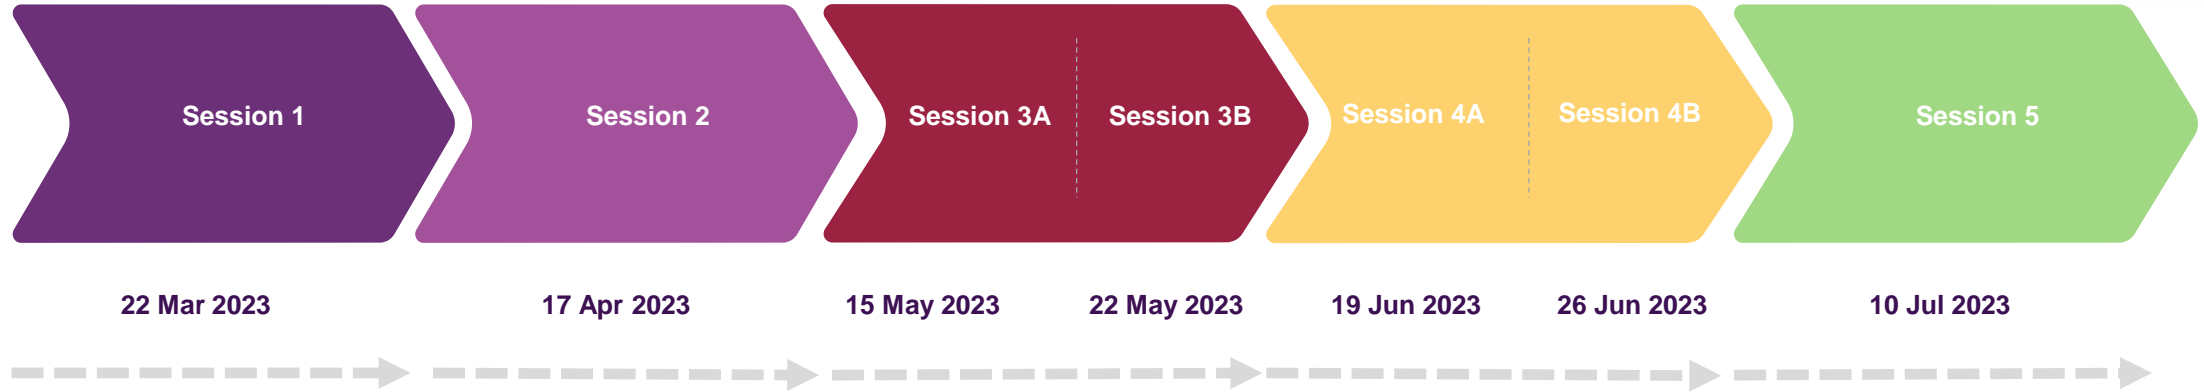 Session 1
Session 2
Session 3A
Session 3B
Session 4A
Session 4B
Session 5
22 Mar 2023
17 Apr 2023
15 May 2023
22 May 2023
19 Jun 2023
26 Jun 2023
10 Jul 2023